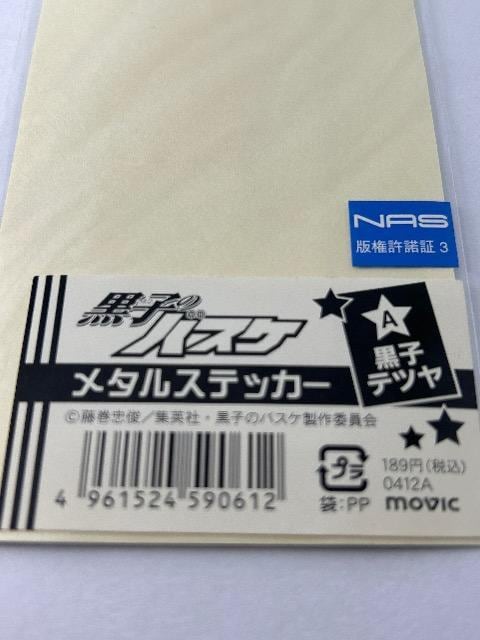 NAS
版権許諾証 3
黒子の
バスケ
A
黒子
テツヤ
メタルステッカー
©藤巻忠俊／集英社・黒子のバスケ製作委員会
4 961524 590612
プラ
袋:PP
189円(税込)
0412A
movic